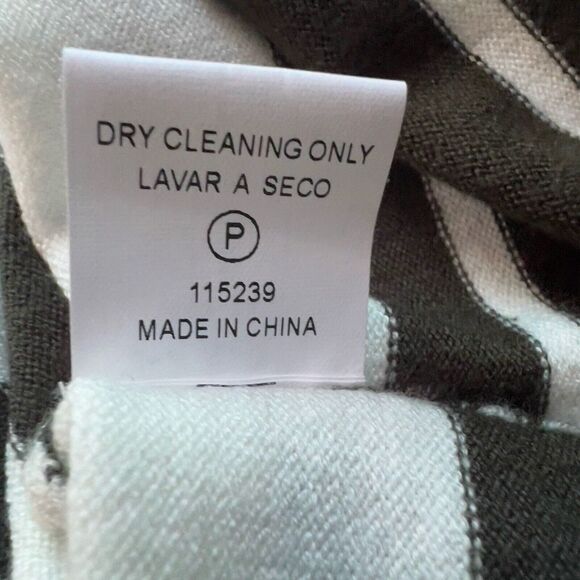 DRY CLEANING ONLY
LAVAR A SECO
P
115239
MADE IN CHINA